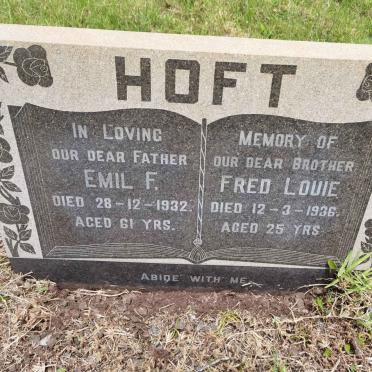 HOFT
IN LOVING
OUR DEAR FATHER
EMIL F.
DIED 28-12-1932.
AGED 61 YRS.
MEMORY OF
OUR DEAR BROTHER
FRED LOUIE
DIED 12-3-1936.
AGED 25 YRS.
ABIDE WITH ME